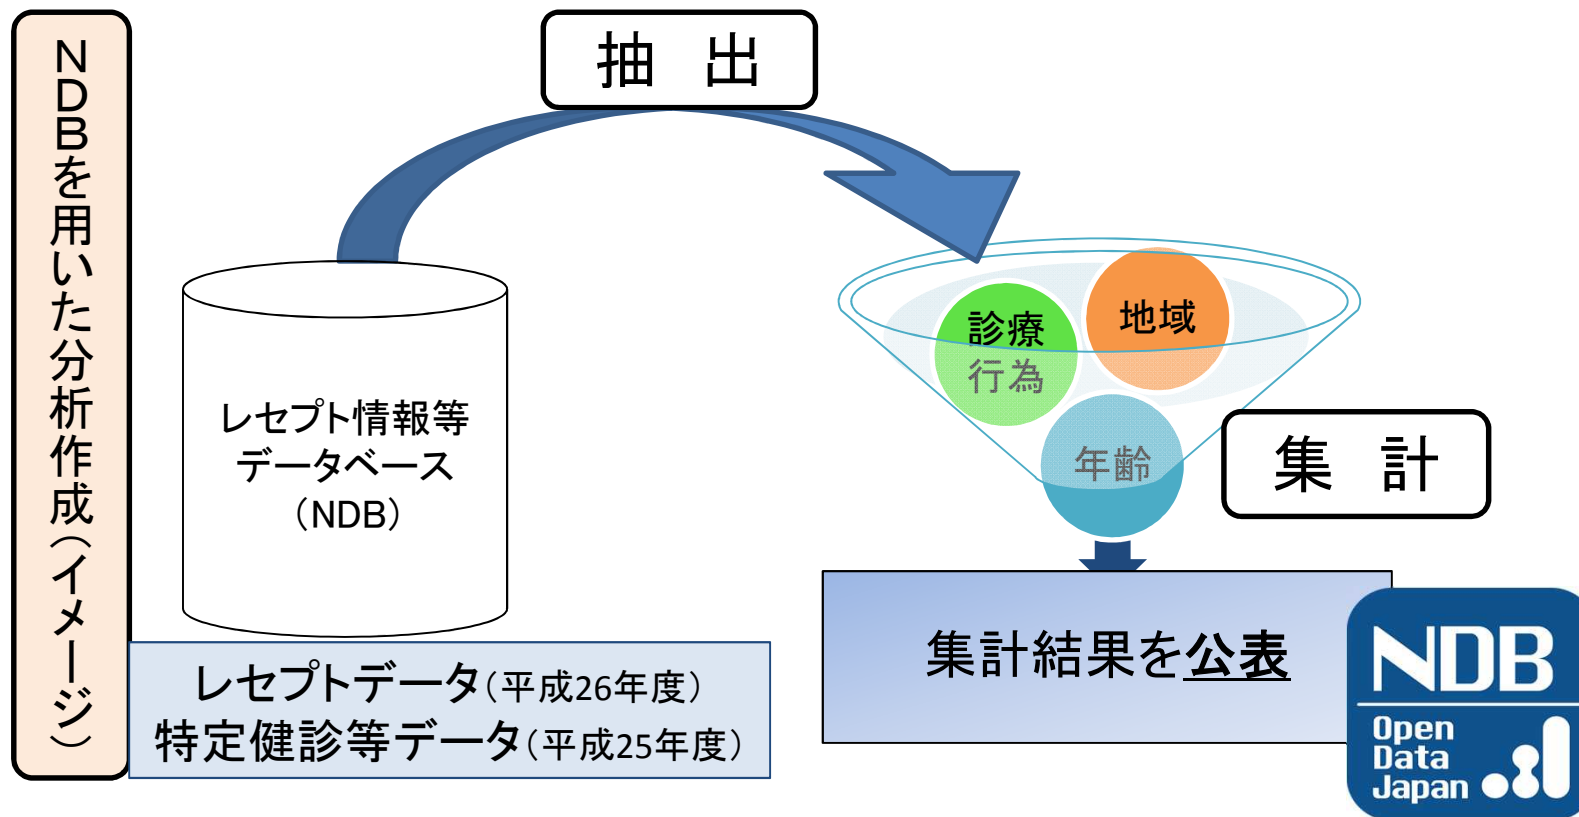 NDBを用いた分析作成(イメージ)
抽 出
レセプト情報等
データベース
(NDB)
レセプトデータ(平成26年度)
特定健診等データ(平成25年度)
診療
行為
地域
年齢
集 計
集計結果を公表
NDB
Open
Data
Japan